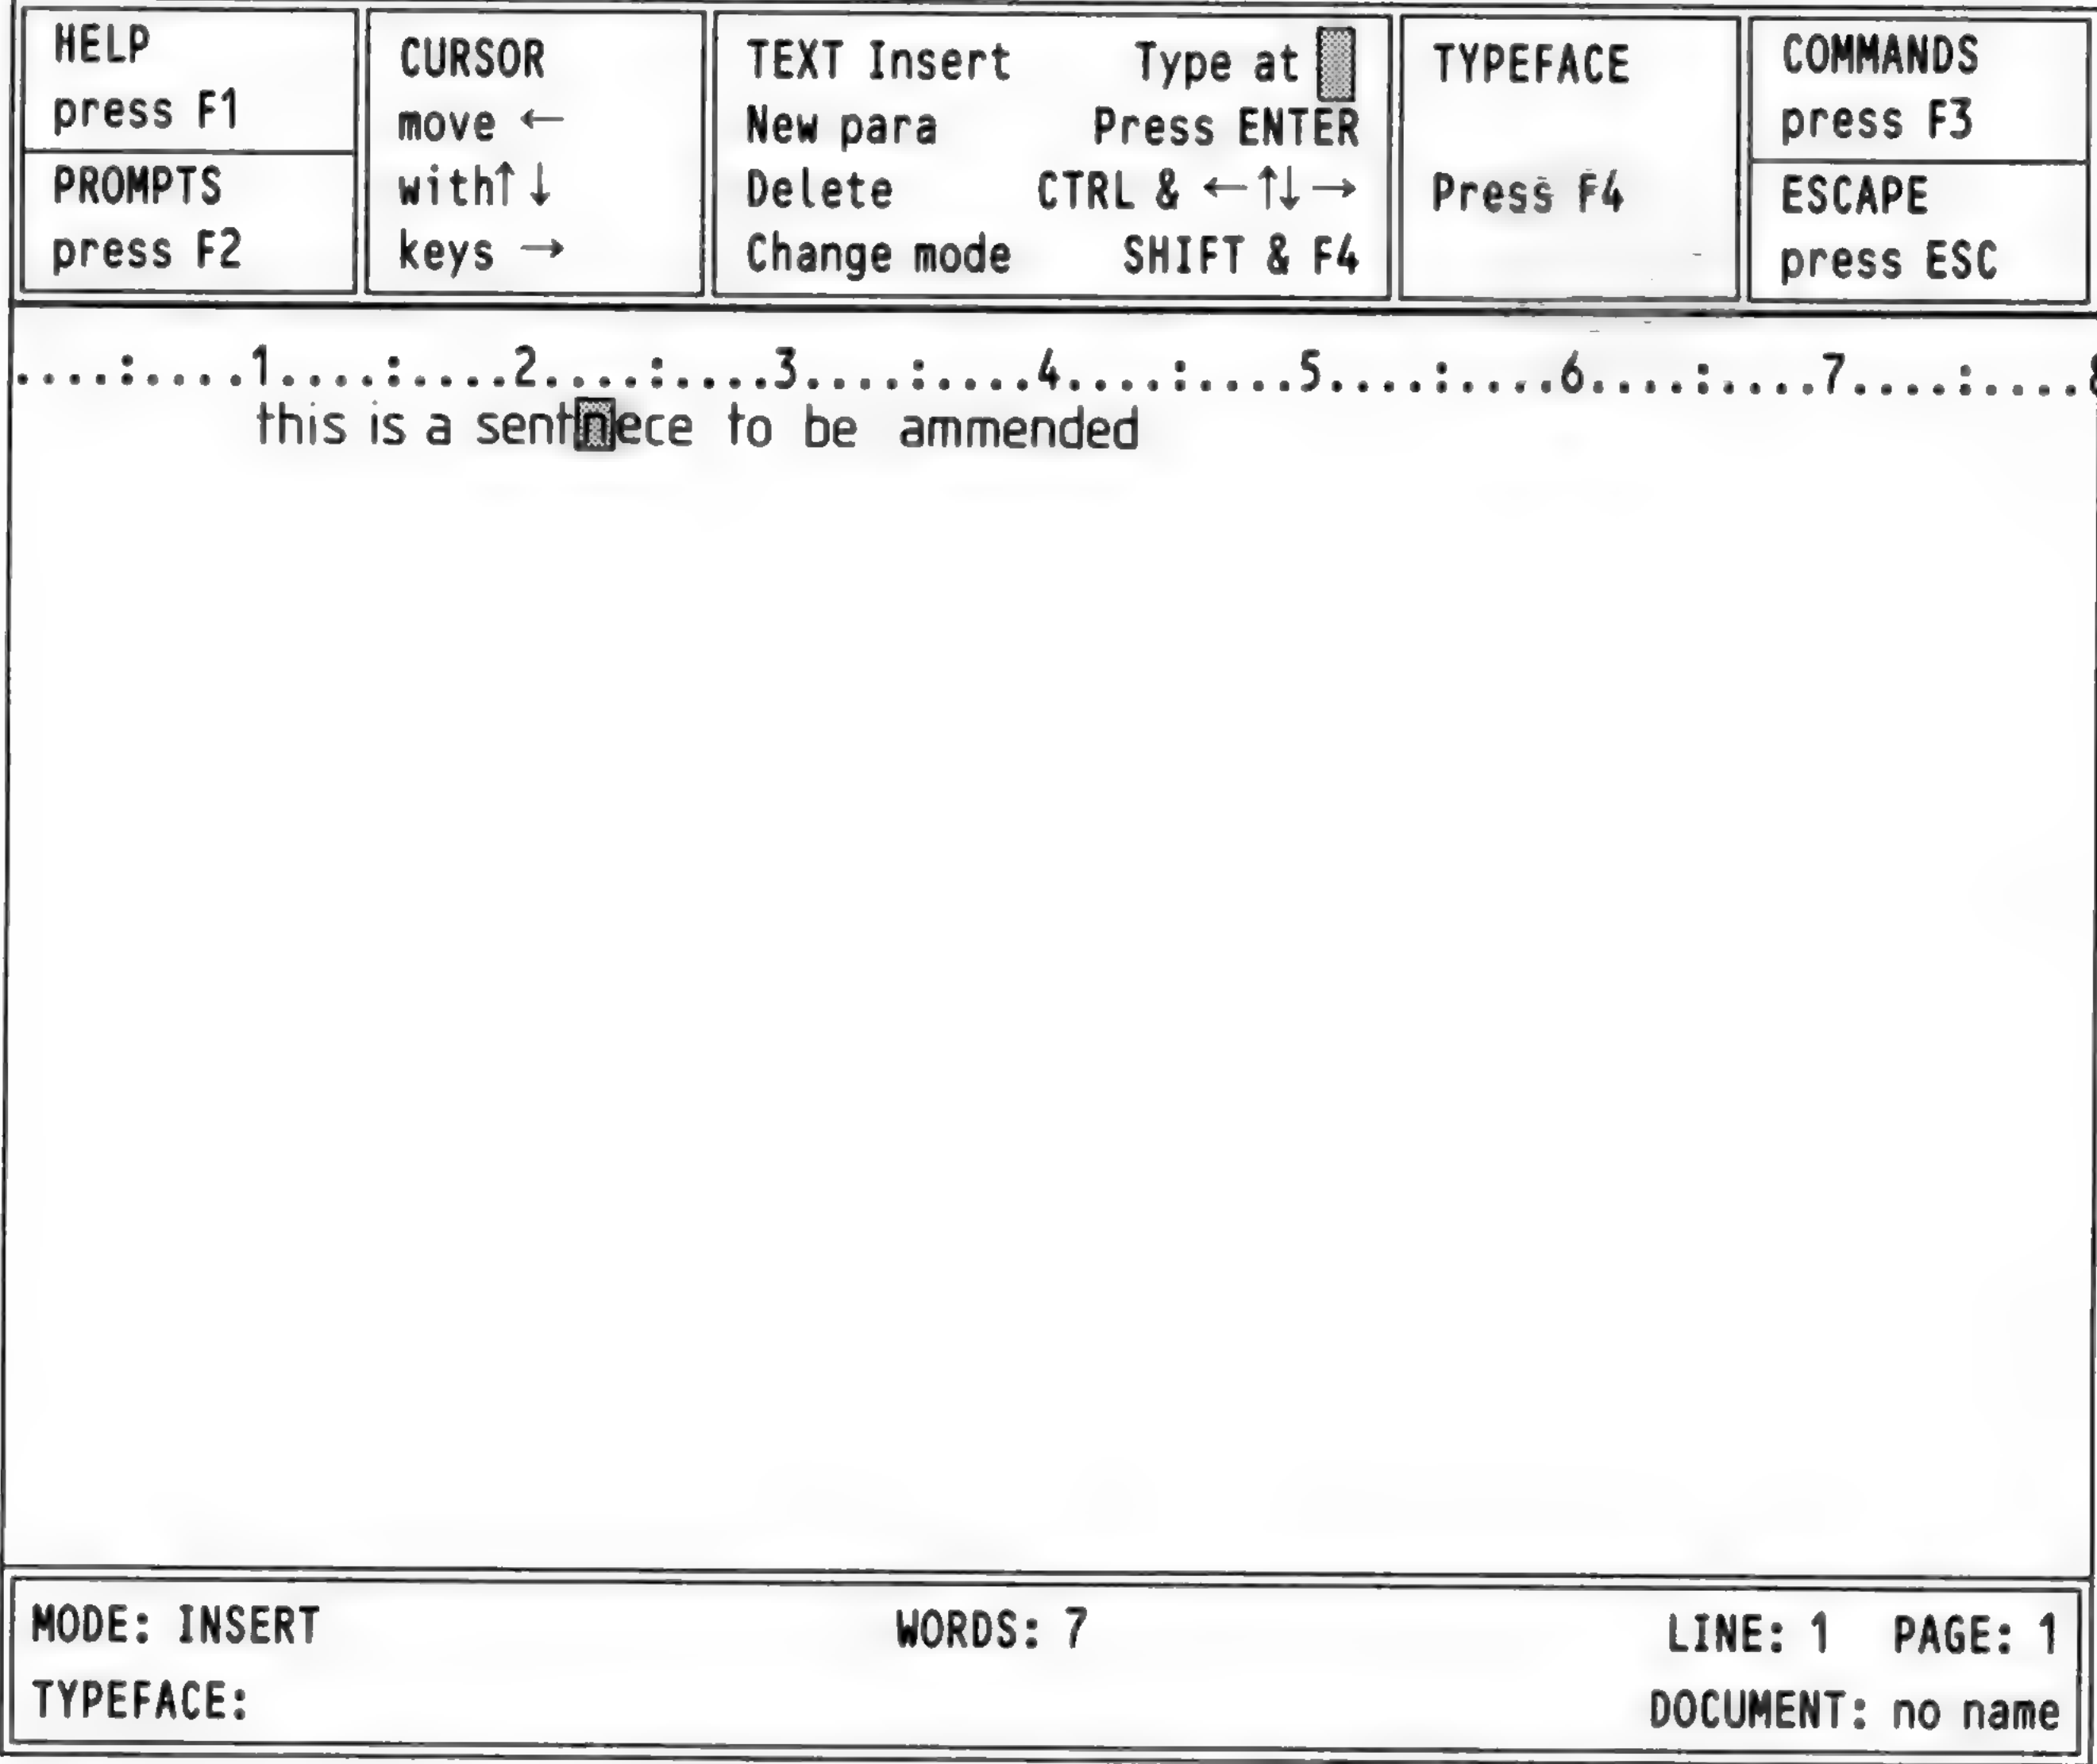 HELP
press F1
PROMPTS
press F2
CURSOR
move ←
with↑ ↓
keys →
TEXT Insert Type at
New para Press ENTER
Delete CTRL & ←↑↓→
Change mode SHIFT & F4
TYPEFACE
Press F4
COMMANDS
press F3
ESCAPE
press ESC
....:....1....:....2....:....3....:....4....:....5....:....6....:....7....:....8
this is a sentnece to be ammended
MODE: INSERT WORDS: 7 LINE: 1 PAGE: 1
TYPEFACE: DOCUMENT: no name